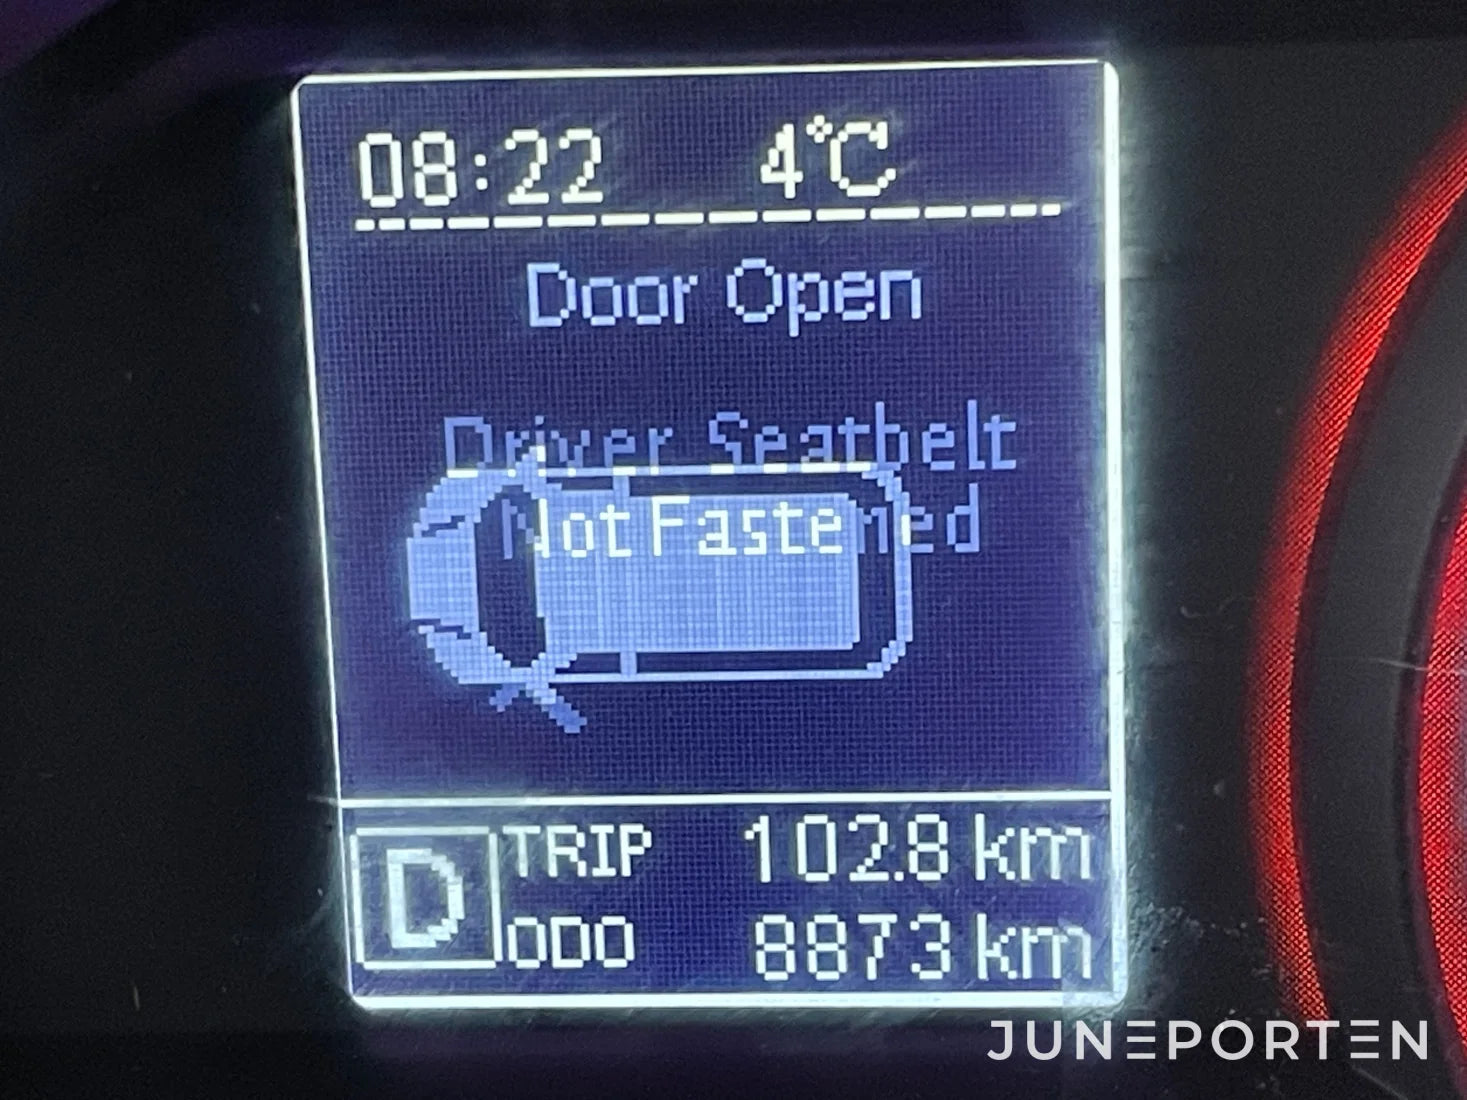 08:22 4°C
Door Open
Driver Seatbelt
Not Fastened
D TRIP 102.8 km
ODO 8873 km
JUNEPORTEN